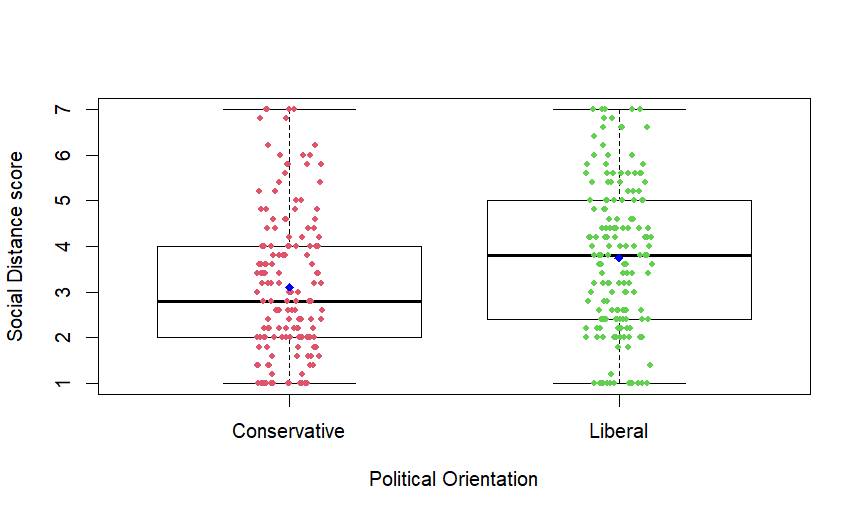 Social Distance score
7
6
5
4
3
2
1
Conservative
Liberal
Political Orientation